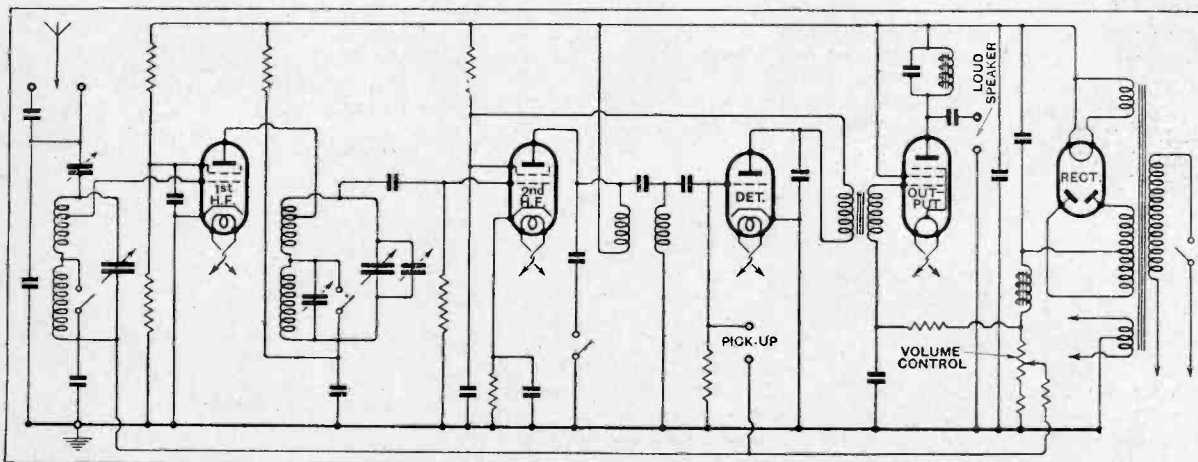 1st
H.F.
2nd
H.F.
DET.
PICK-UP
OUT
PUT
LOUD
SPEAKER
VOLUME
CONTROL
RECT.